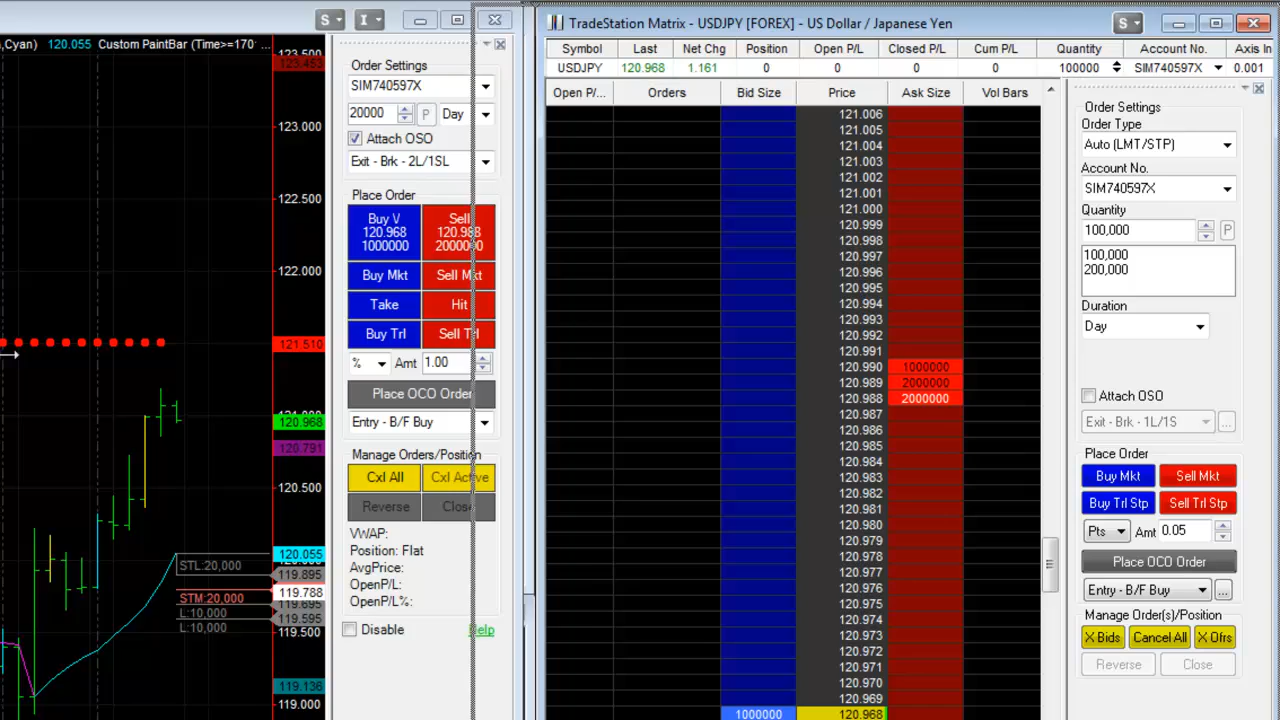 S I
,Cyan) 120.055 Custom PaintBar (Time>=170 ...
123.500
123.453
123.000
122.500
122.000
121.510
121.000
120.968
120.791
120.500
120.055
120.000
119.895
119.788
119.695
119.595
119.500
119.136
119.000
STL:20,000
STM:20,000
L:10,000
L:10,000
Order Settings
SIM740597X
20000 P Day
Attach OSO
Exit - Brk - 2L/1SL
Place Order
Buy V Sell
120.968 120.988
1000000 2000000
Buy Mkt Sell Mkt
Take Hit
Buy Trl Sell Trl
% Amt 1.00
Place OCO Order
Entry - B/F Buy
Manage Orders/Position
Cxl All Cxl Active
Reverse Close
VWAP:
Position: Flat
AvgPrice:
OpenP/L:
OpenP/L%:
Disable Help
TradeStation Matrix - USDJPY [FOREX] - US Dollar / Japanese Yen S
Symbol Last Net Chg Position Open P/L Closed P/L Cum P/L Quantity Account No. Axis In
USDJPY 120.968 1.161 0 0 0 0 100000 SIM740597X 0.001
Open P/... Orders Bid Size Price Ask Size Vol Bars
121.006
121.005
121.004
121.003
121.002
121.001
121.000
120.999
120.998
120.997
120.996
120.995
120.994
120.993
120.992
120.991
120.990 1000000
120.989 2000000
120.988 2000000
120.987
120.986
120.985
120.984
120.983
120.982
120.981
120.980
120.979
120.978
120.977
120.976
120.975
120.974
120.973
120.972
120.971
120.970
120.969
1000000 120.968
Order Settings
Order Type
Auto (LMT/STP)
Account No.
SIM740597X
Quantity
100,000 P
100,000
200,000
Duration
Day
Attach OSO
Exit - Brk - 1L/1S ...
Place Order
Buy Mkt Sell Mkt
Buy Trl Stp Sell Trl Stp
Pts Amt 0.05
Place OCO Order
Entry - B/F Buy ...
Manage Order(s)/Position
X Bids Cancel All X Ofrs
Reverse Close